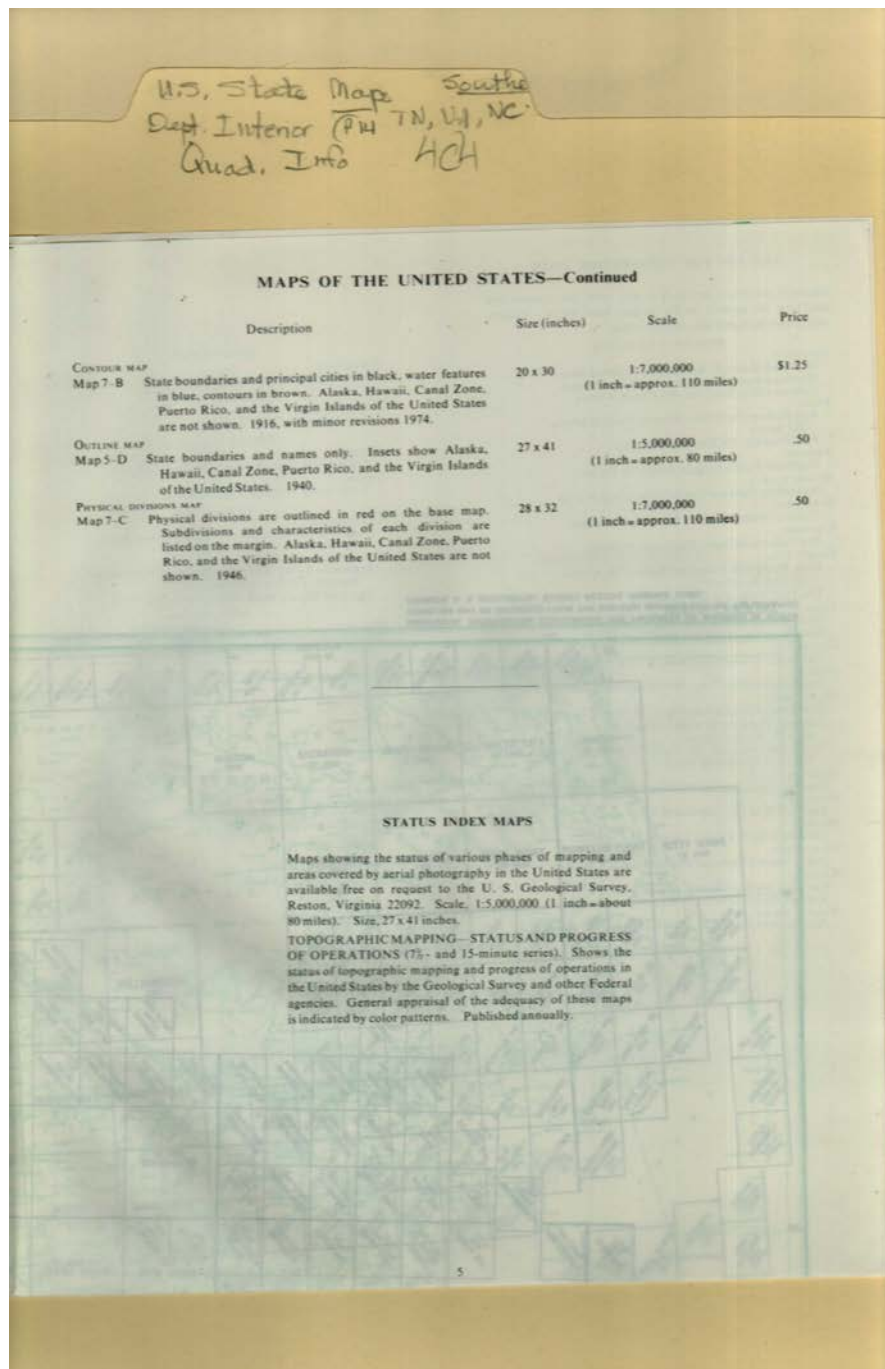 U.S. State Map Southe
Dept. Interior TN, VA, NC.
Quad. Info 4CH
MAPS OF THE UNITED STATES—Continued
Description Size (inches) Scale Price
CONTOUR MAP
Map 7-B State boundaries and principal cities in black, water features 20 x 30 1:7,000,000 $1.25
in blue, contours in brown. Alaska, Hawaii, Canal Zone, (1 inch = approx. 110 miles)
Puerto Rico, and the Virgin Islands of the United States
are not shown. 1916, with minor revisions 1974.
OUTLINE MAP
Map 5-D State boundaries and names only. Insets show Alaska, 27 x 41 1:5,000,000 .50
Hawaii, Canal Zone, Puerto Rico, and the Virgin Islands (1 inch = approx. 80 miles)
of the United States. 1940.
PHYSICAL DIVISIONS MAP
Map 7-C Physical divisions are outlined in red on the base map. 28 x 32 1:7,000,000 .50
Subdivisions and characteristics of each division are (1 inch = approx. 110 miles)
listed on the margin. Alaska, Hawaii, Canal Zone, Puerto
Rico, and the Virgin Islands of the United States are not
shown. 1946.
STATUS INDEX MAPS
Maps showing the status of various phases of mapping and
areas covered by aerial photography in the United States are
available free on request to the U. S. Geological Survey,
Reston, Virginia 22092. Scale, 1:5,000,000 (1 inch = about
80 miles). Size, 27 x 41 inches.
TOPOGRAPHIC MAPPING—STATUS AND PROGRESS
OF OPERATIONS (7½- and 15-minute series). Shows the
status of topographic mapping and progress of operations in
the United States by the Geological Survey and other Federal
agencies. General appraisal of the adequacy of these maps
is indicated by color patterns. Published annually.
5